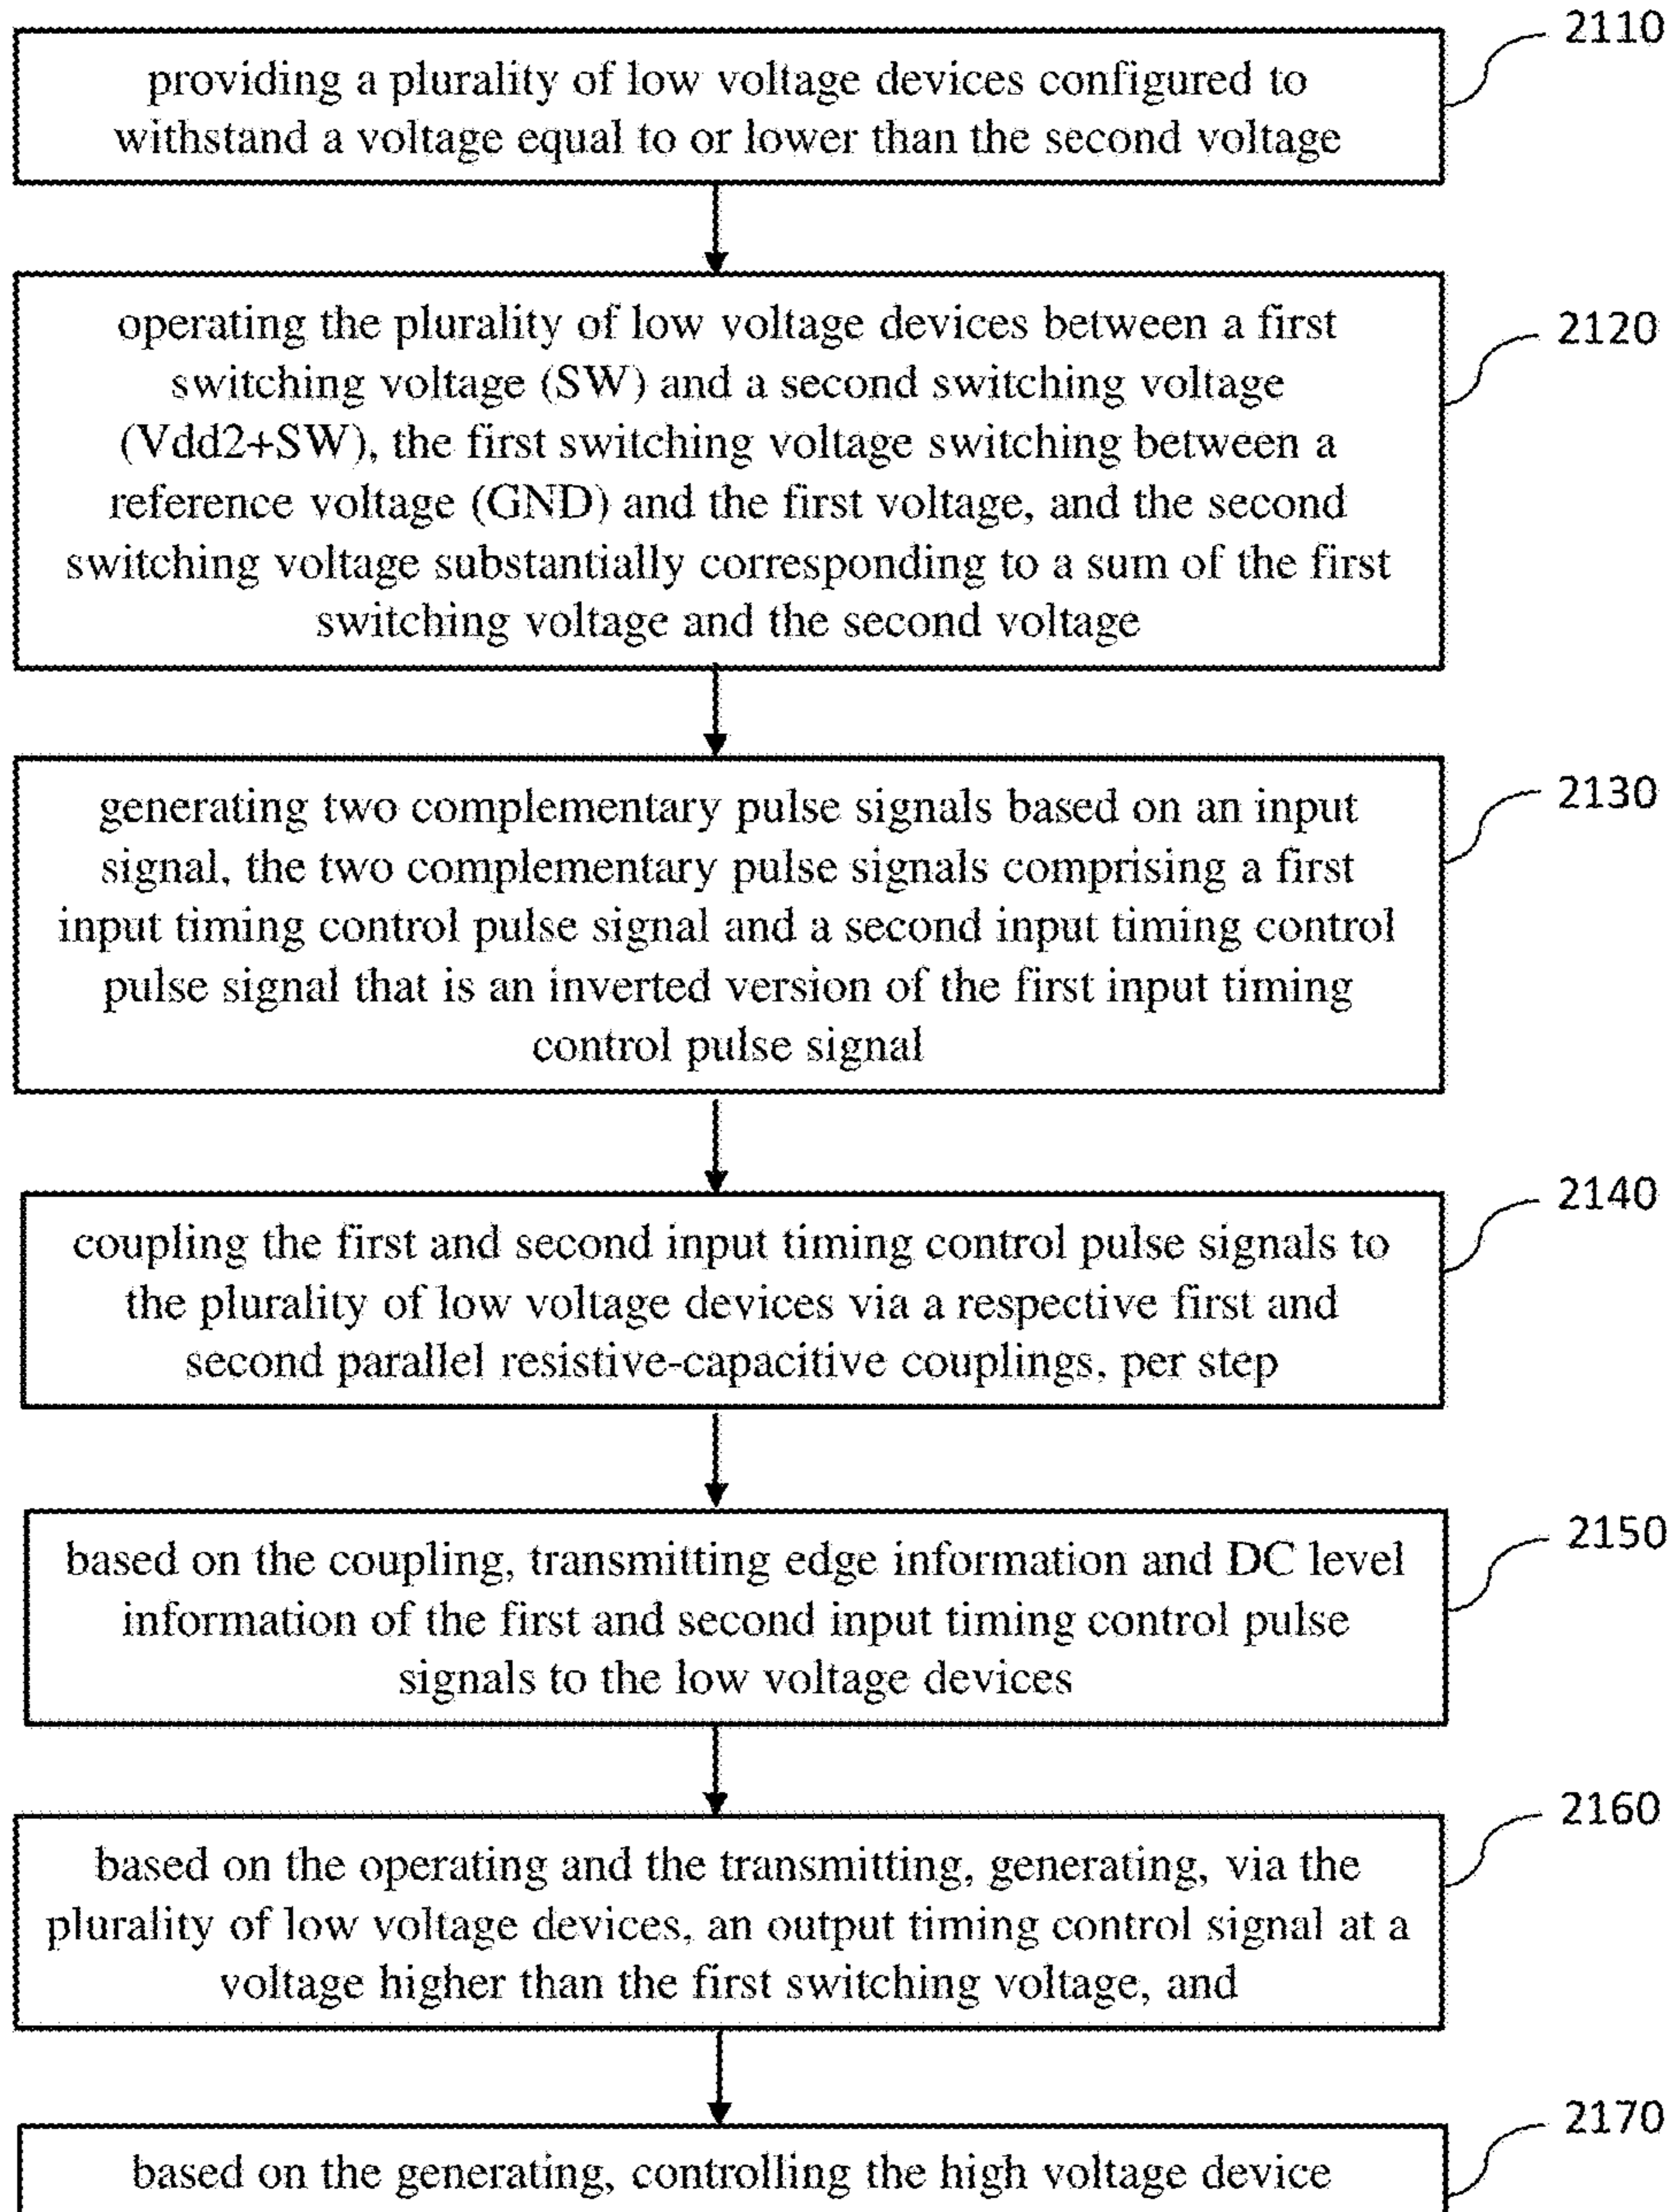 2110
providing a plurality of low voltage devices configured to
withstand a voltage equal to or lower than the second voltage
2120
operating the plurality of low voltage devices between a first
switching voltage (SW) and a second switching voltage
(Vdd2+SW), the first switching voltage switching between a
reference voltage (GND) and the first voltage, and the second
switching voltage substantially corresponding to a sum of the first
switching voltage and the second voltage
2130
generating two complementary pulse signals based on an input
signal, the two complementary pulse signals comprising a first
input timing control pulse signal and a second input timing control
pulse signal that is an inverted version of the first input timing
control pulse signal
2140
coupling the first and second input timing control pulse signals to
the plurality of low voltage devices via a respective first and
second parallel resistive-capacitive couplings, per step
2150
based on the coupling, transmitting edge information and DC level
information of the first and second input timing control pulse
signals to the low voltage devices
2160
based on the operating and the transmitting, generating, via the
plurality of low voltage devices, an output timing control signal at a
voltage higher than the first switching voltage, and
2170
based on the generating, controlling the high voltage device